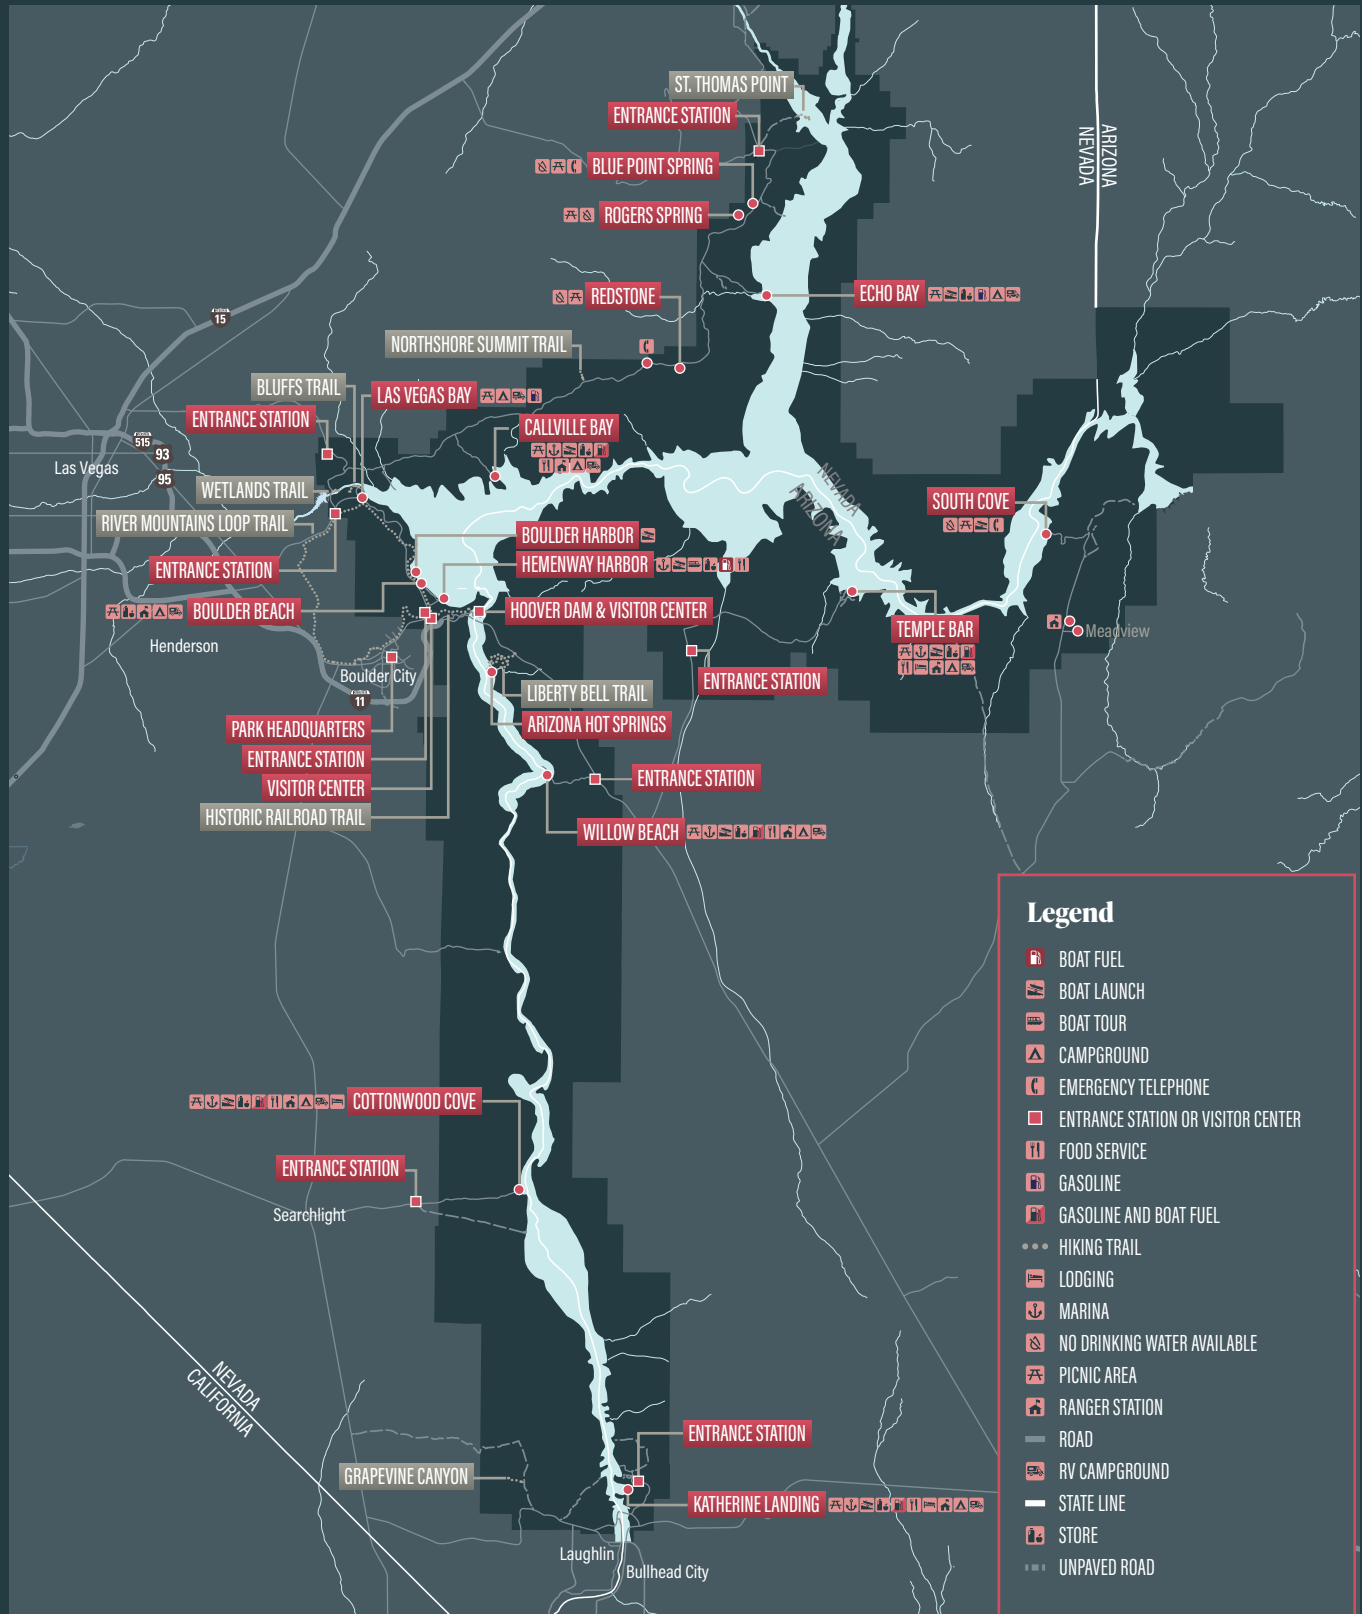 ST. THOMAS POINT
ENTRANCE STATION
ARIZONA
NEVADA
BLUE POINT SPRING
ROGERS SPRING
ECHO BAY
REDSTONE
15
NORTHSHORE SUMMIT TRAIL
BLUFFS TRAIL
LAS VEGAS BAY
ENTRANCE STATION
CALLVILLE BAY
515
93
95
Las Vegas
NEVADA
ARIZONA
WETLANDS TRAIL
SOUTH COVE
RIVER MOUNTAINS LOOP TRAIL
BOULDER HARBOR
HEMENWAY HARBOR
ENTRANCE STATION
BOULDER BEACH
HOOVER DAM & VISITOR CENTER
TEMPLE BAR
Meadview
Henderson
Boulder City
ENTRANCE STATION
LIBERTY BELL TRAIL
11
ARIZONA HOT SPRINGS
PARK HEADQUARTERS
ENTRANCE STATION
ENTRANCE STATION
VISITOR CENTER
HISTORIC RAILROAD TRAIL
WILLOW BEACH
COTTONWOOD COVE
ENTRANCE STATION
Searchlight
NEVADA
CALIFORNIA
ENTRANCE STATION
GRAPEVINE CANYON
KATHERINE LANDING
Laughlin
Bullhead City
Legend
BOAT FUEL
BOAT LAUNCH
BOAT TOUR
CAMPGROUND
EMERGENCY TELEPHONE
ENTRANCE STATION OR VISITOR CENTER
FOOD SERVICE
GASOLINE
GASOLINE AND BOAT FUEL
HIKING TRAIL
LODGING
MARINA
NO DRINKING WATER AVAILABLE
PICNIC AREA
RANGER STATION
ROAD
RV CAMPGROUND
STATE LINE
STORE
UNPAVED ROAD